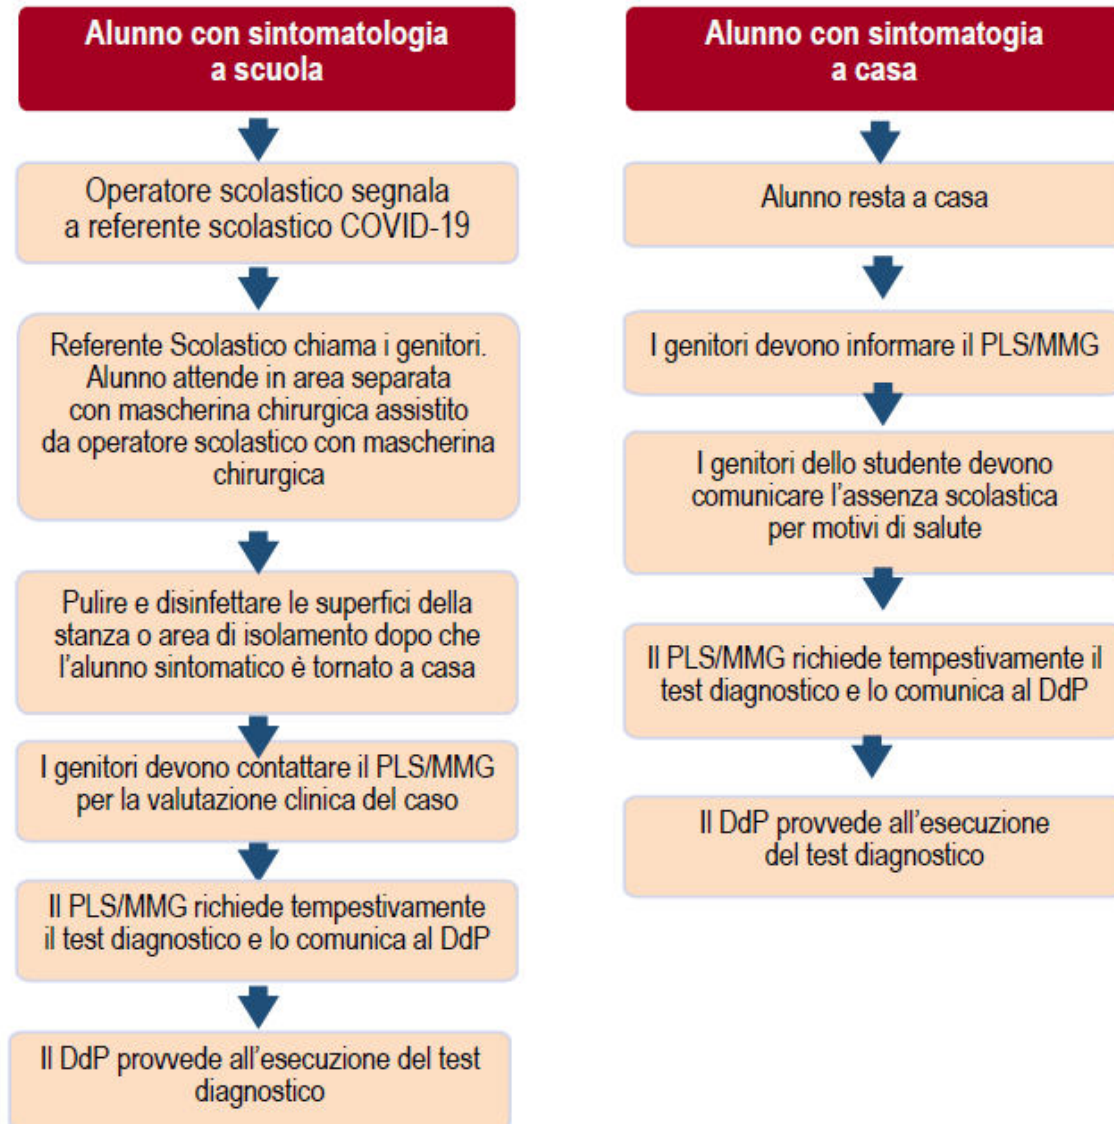 Alunno con sintomatologia
a scuola
Operatore scolastico segnala
a referente scolastico COVID-19
Referente Scolastico chiama i genitori.
Alunno attende in area separata
con mascherina chirurgica assistito
da operatore scolastico con mascherina
chirurgica
Pulire e disinfettare le superfici della
stanza o area di isolamento dopo che
l'alunno sintomatico è tornato a casa
I genitori devono contattare il PLS/MMG
per la valutazione clinica del caso
Il PLS/MMG richiede tempestivamente
il test diagnostico e lo comunica al DdP
Il DdP provvede all'esecuzione del test
diagnostico
Alunno con sintomatogia
a casa
Alunno resta a casa
I genitori devono informare il PLS/MMG
I genitori dello studente devono
comunicare l'assenza scolastica
per motivi di salute
Il PLS/MMG richiede tempestivamente il
test diagnostico e lo comunica al DdP
Il DdP provvede all'esecuzione
del test diagnostico